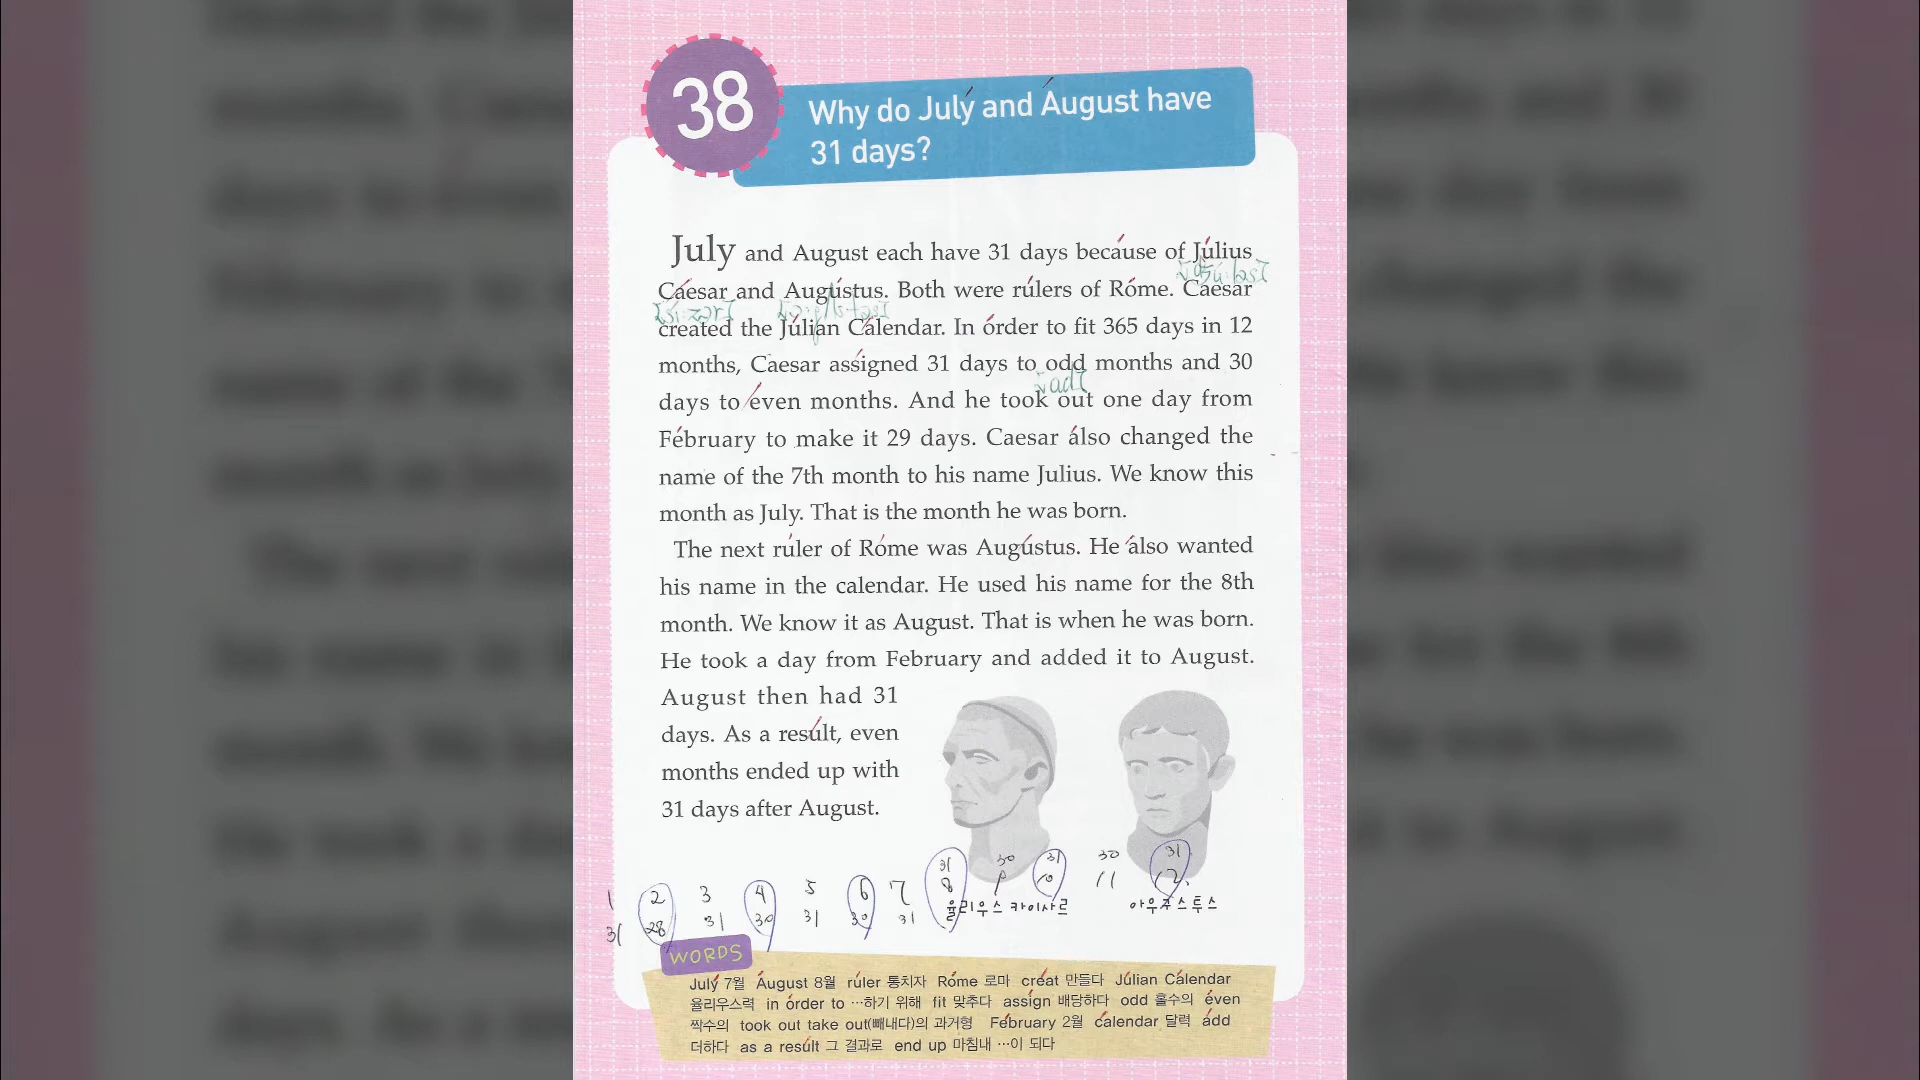 38
Why do July and August have
31 days?
July and August each have 31 days because of Julius
Caesar and Augustus. Both were rulers of Rome. Caesar
created the Julian Calendar. In order to fit 365 days in 12
months, Caesar assigned 31 days to odd months and 30
[ad]
days to even months. And he took out one day from
February to make it 29 days. Caesar also changed the
name of the 7th month to his name Julius. We know this
month as July. That is the month he was born.
The next ruler of Rome was Augustus. He also wanted
his name in the calendar. He used his name for the 8th
month. We know it as August. That is when he was born.
He took a day from February and added it to August.
August then had 31
days. As a result, even
months ended up with
31 days after August.
31 30 31 30 31
1 2 3 4 5 6 7 8 9 10 11 12
31 28 31 30 31 30 31
율리우스 카이사르 아우구스투스
WORDS
July 7월 August 8월 ruler 통치자 Rome 로마 creat 만들다 Julian Calendar
율리우스력 in order to …하기 위해 fit 맞추다 assign 배당하다 odd 홀수의 even
짝수의 took out take out(빼내다)의 과거형 February 2월 calendar 달력 add
더하다 as a result 그 결과로 end up 마침내 …이 되다